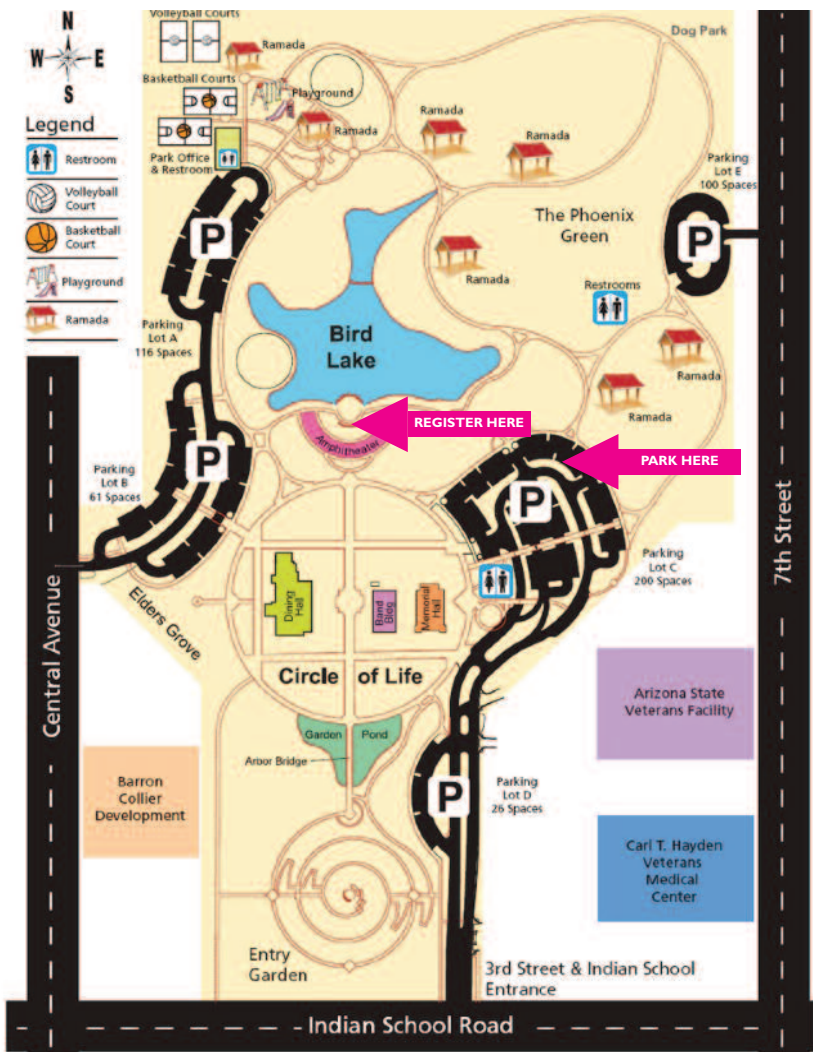 N
W
E
S
Legend
Restroom
Volleyball
Court
Basketball
Court
Playground
Ramada
Volleyball Courts
Ramada
Basketball Courts
Playground
Ramada
Park Office
& Restroom
Dog Park
Ramada
Ramada
Parking
Lot E
100 Spaces
P
P
The Phoenix
Green
Ramada
Restrooms
Parking
Lot A
116 Spaces
Bird
Lake
Ramada
Ramada
REGISTER HERE
Amphitheater
PARK HERE
P
Parking
Lot B
61 Spaces
P
Parking
Lot C
200 Spaces
Elders Grove
Dining
Hall
Band
Bldg
Memorial
Hall
Circle of Life
Central Avenue
7th Street
Arizona State
Veterans Facility
Garden
Pond
Arbor Bridge
Barron
Collier
Development
P
Parking
Lot D
26 Spaces
Carl T. Hayden
Veterans
Medical
Center
Entry
Garden
3rd Street & Indian School
Entrance
Indian School Road